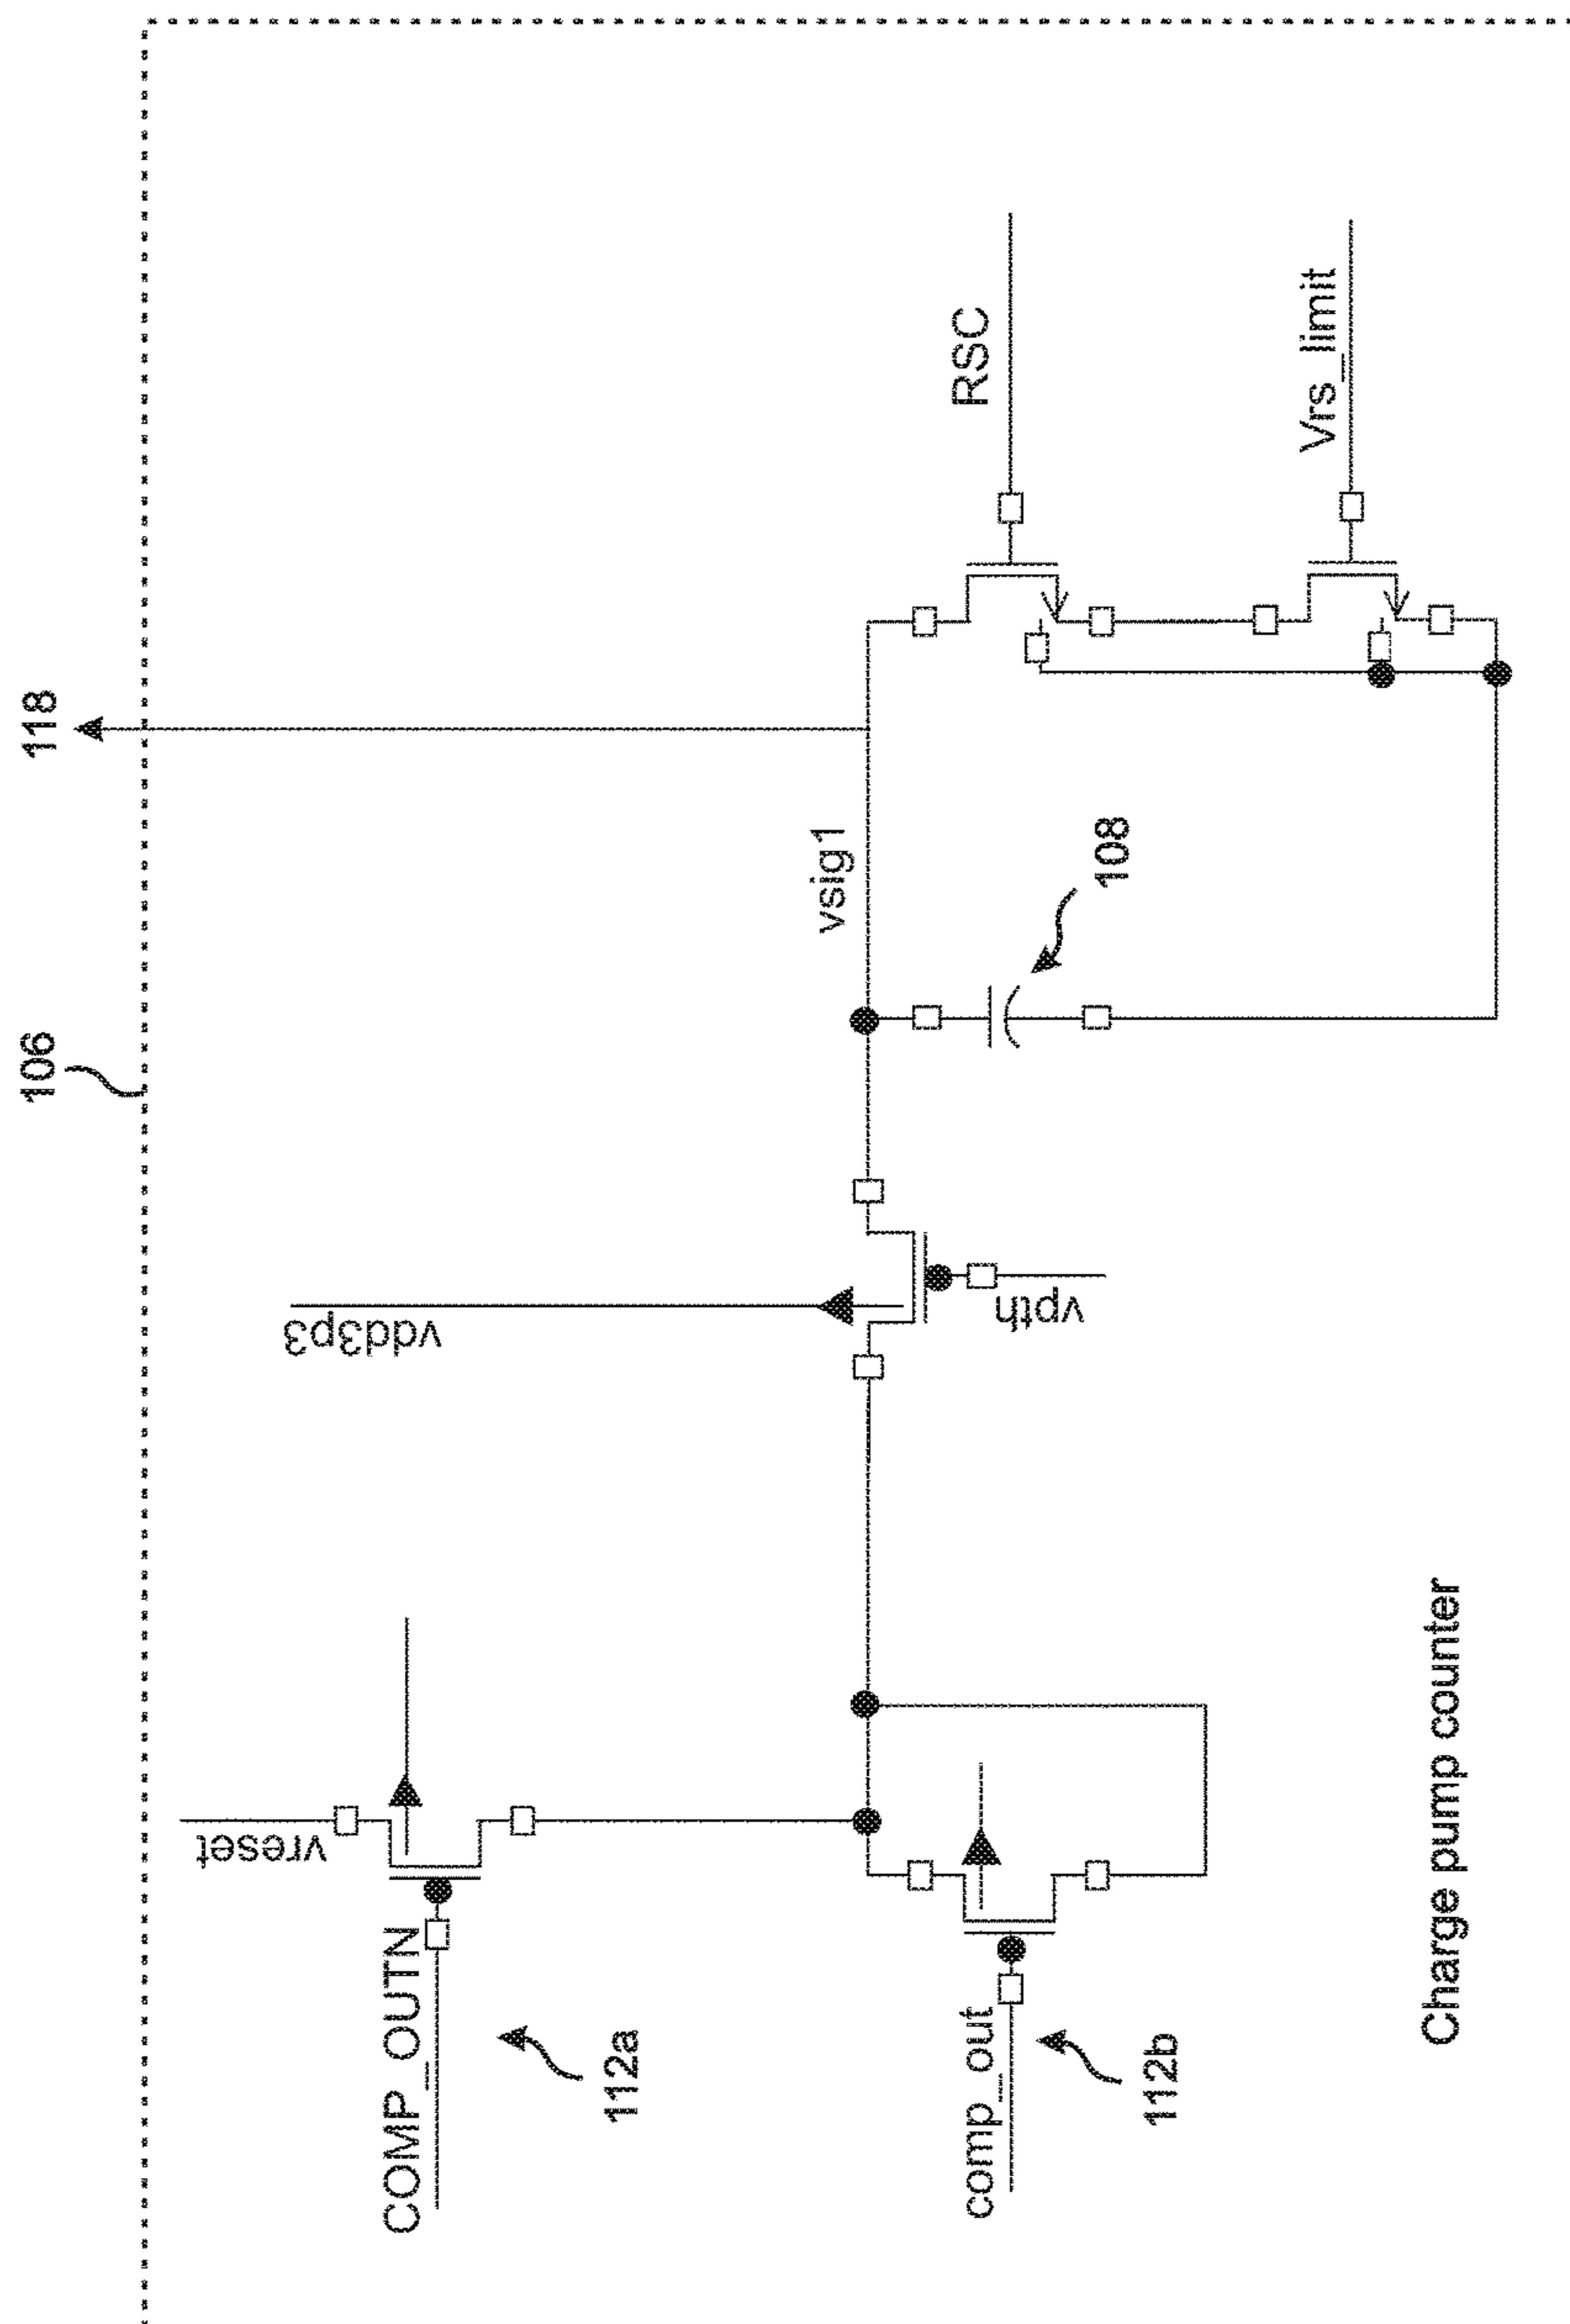 118
106
RSC
Vrs_limit
vsig1
108
vdd3p3
vpth
vreset
COMP_OUTN
112a
comp_out
112b
Charge pump counter